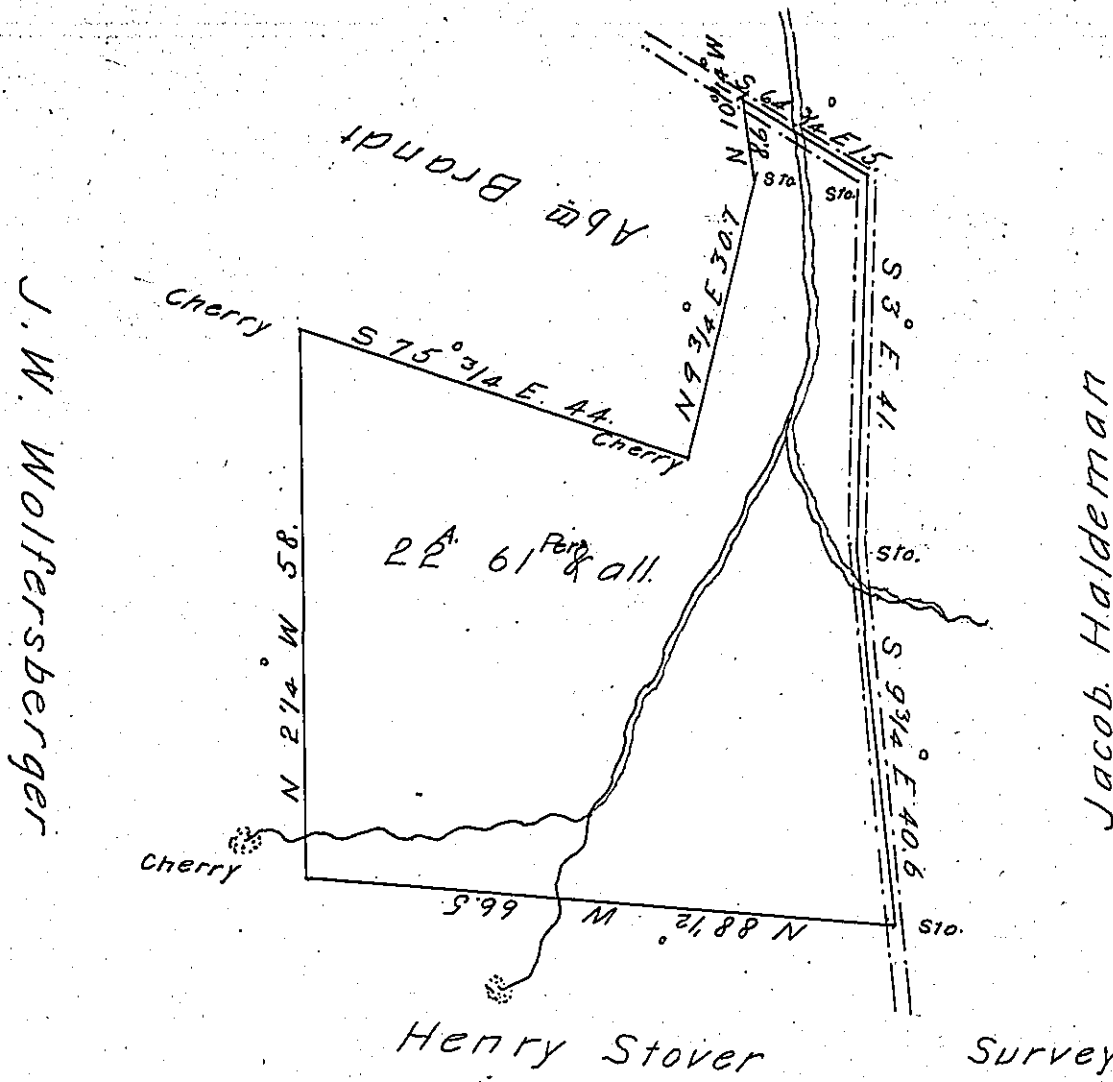 N 10 1/4° W
9.8
S. 64 3/4° E 15.
Sto.
Sto.
Abm Brandt
N 9 3/4° E 30.7
S 3° E. 41.
Cherry
S 75° 3/4 E. 44.
Cherry
J. W. Wolfersberger
Jacob. Haldeman
22 A. 61 Pers & all.
Sto.
N 2 1/4° W 58.
S 9 3/4° E 40.6
Cherry
N 88 1/2° W 66.5
Sto.
Henry Stover
Survey